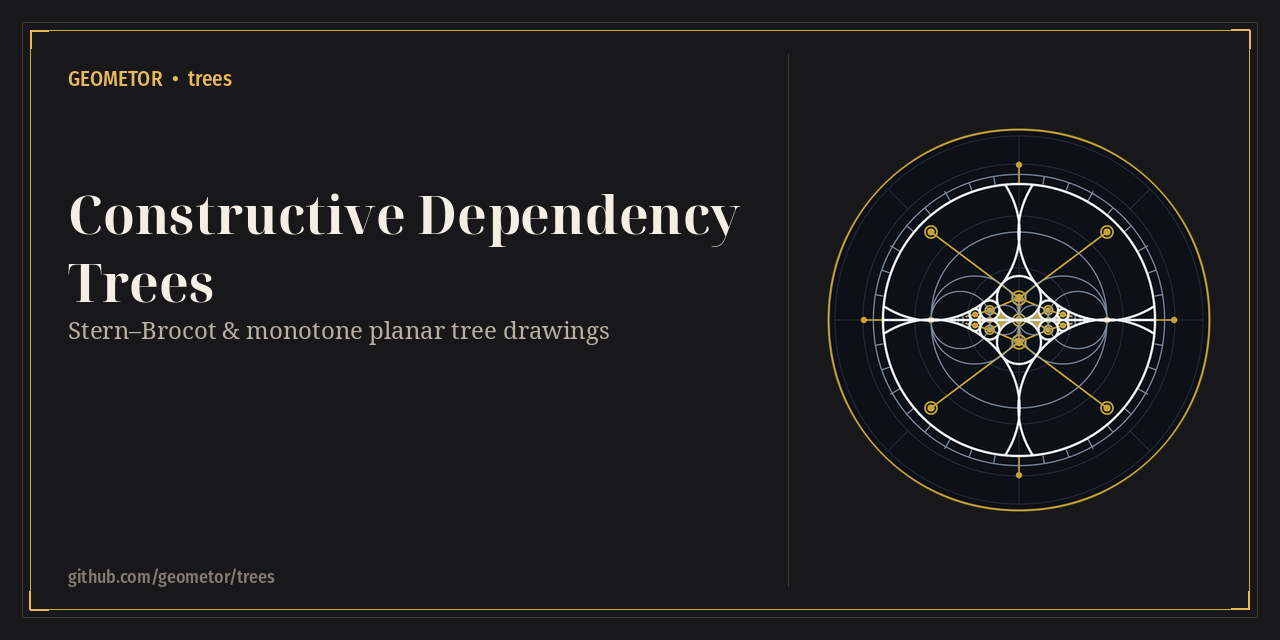 GEOMETOR • trees
Constructive Dependency
Trees
Stern–Brocot & monotone planar tree drawings
github.com/geometor/trees